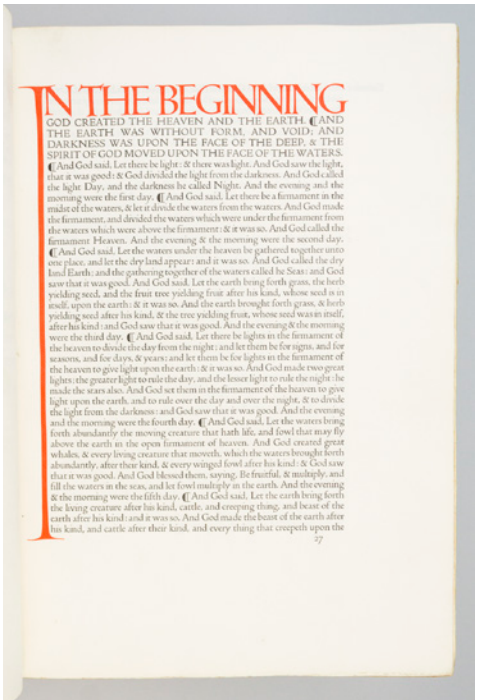 IN THE BEGINNING
GOD CREATED THE HEAVEN AND THE EARTH. ¶AND
THE EARTH WAS WITHOUT FORM, AND VOID; AND
DARKNESS WAS UPON THE FACE OF THE DEEP, & THE
SPIRIT OF GOD MOVED UPON THE FACE OF THE WATERS.
¶And God said, Let there be light: & there was light. And God saw the light,
that it was good: & God divided the light from the darkness. And God called
the light Day, and the darkness he called Night. And the evening and the
morning were the first day. ¶And God said, Let there be a firmament in the
midst of the waters, & let it divide the waters from the waters. And God made
the firmament, and divided the waters which were under the firmament from
the waters which were above the firmament: & it was so. And God called the
firmament Heaven. And the evening & the morning were the second day.
¶And God said, Let the waters under the heaven be gathered together unto
one place, and let the dry land appear: and it was so. And God called the dry
land Earth; and the gathering together of the waters called he Seas: and God
saw that it was good. And God said, Let the earth bring forth grass, the herb
yielding seed, and the fruit tree yielding fruit after his kind, whose seed is in
itself, upon the earth: & it was so. And the earth brought forth grass, & herb
yielding seed after his kind, & the tree yielding fruit, whose seed was in itself,
after his kind: and God saw that it was good. And the evening & the morning
were the third day. ¶And God said, Let there be lights in the firmament of
the heaven to divide the day from the night; and let them be for signs, and for
seasons, and for days, & years: and let them be for lights in the firmament of
the heaven to give light upon the earth: & it was so. And God made two great
lights; the greater light to rule the day, and the lesser light to rule the night: he
made the stars also. And God set them in the firmament of the heaven to give
light upon the earth, and to rule over the day and over the night, & to divide
the light from the darkness: and God saw that it was good. And the evening
and the morning were the fourth day. ¶And God said, Let the waters bring
forth abundantly the moving creature that hath life, and fowl that may fly
above the earth in the open firmament of heaven. And God created great
whales, & every living creature that moveth, which the waters brought forth
abundantly, after their kind, & every winged fowl after his kind: & God saw
that it was good. And God blessed them, saying, Be fruitful, & multiply, and
fill the waters in the seas, and let fowl multiply in the earth. And the evening
& the morning were the fifth day. ¶And God said, Let the earth bring forth
the living creature after his kind, cattle, and creeping thing, and beast of the
earth after his kind: and it was so. And God made the beast of the earth after
his kind, and cattle after their kind, and every thing that creepeth upon the
27